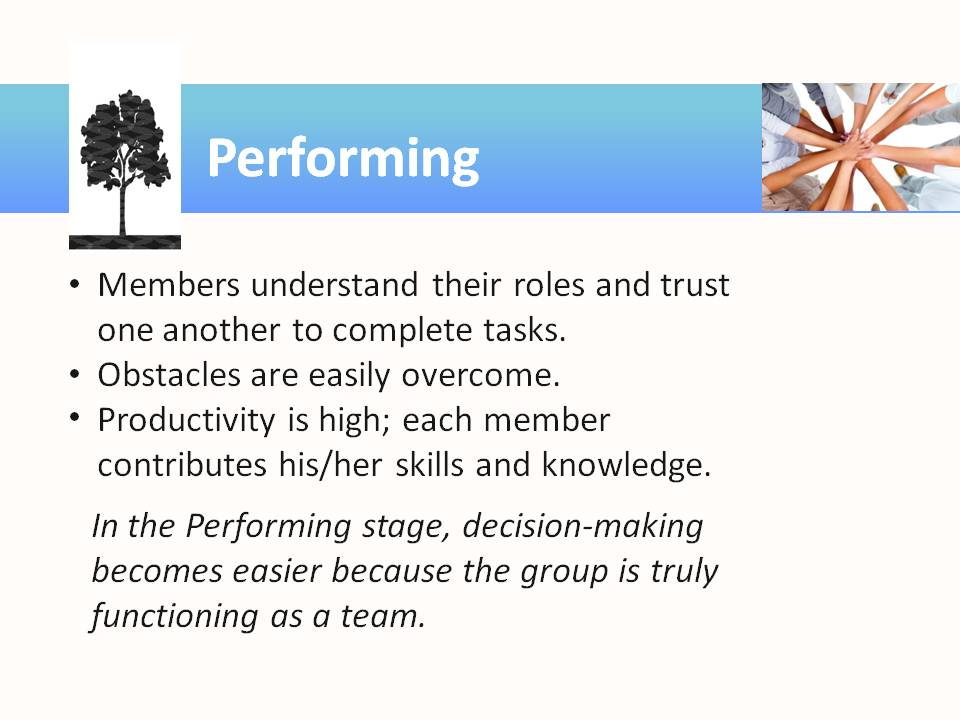 Performing
• Members understand their roles and trust
one another to complete tasks.
• Obstacles are easily overcome.
• Productivity is high; each member
contributes his/her skills and knowledge.
In the Performing stage, decision-making
becomes easier because the group is truly
functioning as a team.